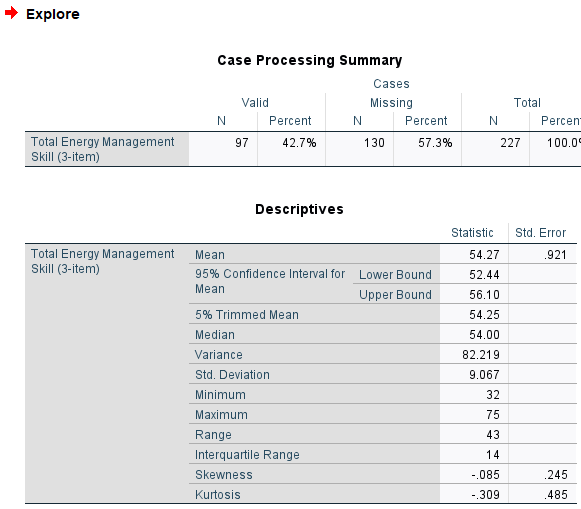 Explore
Case Processing Summary
Cases
Valid Missing Total
N Percent N Percent N Percent
Total Energy Management Skill (3-item) 97 42.7% 130 57.3% 227 100.0%
Descriptives
Statistic Std. Error
Total Energy Management Skill (3-item) Mean 54.27 .921
95% Confidence Interval for Mean Lower Bound 52.44
Upper Bound 56.10
5% Trimmed Mean 54.25
Median 54.00
Variance 82.219
Std. Deviation 9.067
Minimum 32
Maximum 75
Range 43
Interquartile Range 14
Skewness -.085 .245
Kurtosis -.309 .485